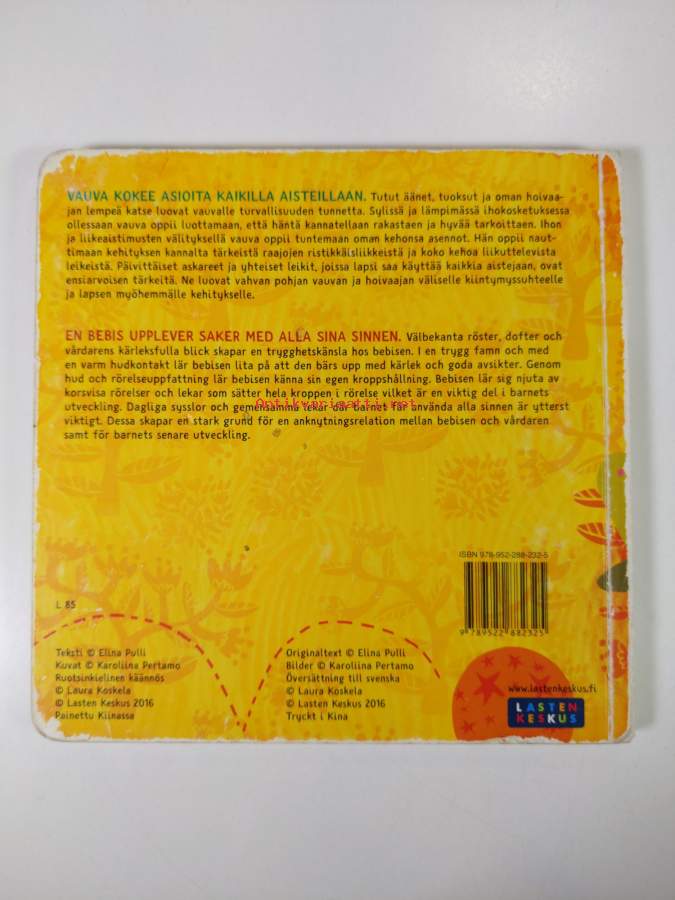 VAUVA KOKEE ASIOITA KAIKILLA AISTEILLAAN. Tutut äänet, tuoksut ja oman hoivaa-
jan lempeä katse luovat vauvalle turvallisuuden tunnetta. Sylissä ja lämpimässä ihokosketuksessa
ollessaan vauva oppii luottamaan, että häntä kannatellaan rakastaen ja hyvää tarkoittaen. Ihon
ja liikeaistimusten välityksellä vauva oppii tuntemaan oman kehonsa asennot. Hän oppii naut-
timaan kehityksen kannalta tärkeistä raajojen ristikkäisliikkeistä ja koko kehoa liikuttelevista
leikeistä. Päivittäiset askareet ja yhteiset leikit, joissa lapsi saa käyttää kaikkia aistejaan, ovat
ensiarvoisen tärkeitä. Ne luovat vahvan pohjan vauvan ja hoivaajan väliselle kiintymyssuhteelle
ja lapsen myöhemmälle kehitykselle.
EN BEBIS UPPLEVER SAKER MED ALLA SINA SINNEN. Välbekanta röster, dofter och
vårdarens kärleksfulla blick skapar en trygghetskänsla hos bebisen. I en trygg famn och med
en varm hudkontakt lär bebisen lita på att den bärs upp med kärlek och goda avsikter. Genom
hud och rörelseuppfattning lär bebisen känna sin egen kroppshållning. Bebisen lär sig njuta av
korsvisa rörelser och lekar som sätter hela kroppen i rörelse vilket är en viktig del i barnets
utveckling. Dagliga sysslor och gemensamma lekar där barnet får använda alla sinnen är ytterst
viktigt. Dessa skapar en stark grund för en anknytningsrelation mellan bebisen och vårdaren
samt för barnets senare utveckling.
Antikvariaatti.net
ISBN 978-952-288-232-5
9 789522 882325
L 85
Teksti © Elina Pulli
Kuvat © Karoliina Pertamo
Ruotsinkielinen käännös
© Laura Koskela
© Lasten Keskus 2016
Painettu Kiinassa
Originaltext © Elina Pulli
Bilder © Karoliina Pertamo
Översättning till svenska
© Laura Koskela
© Lasten Keskus 2016
Tryckt i Kina
www.lastenkeskus.fi
LASTEN
KESKUS